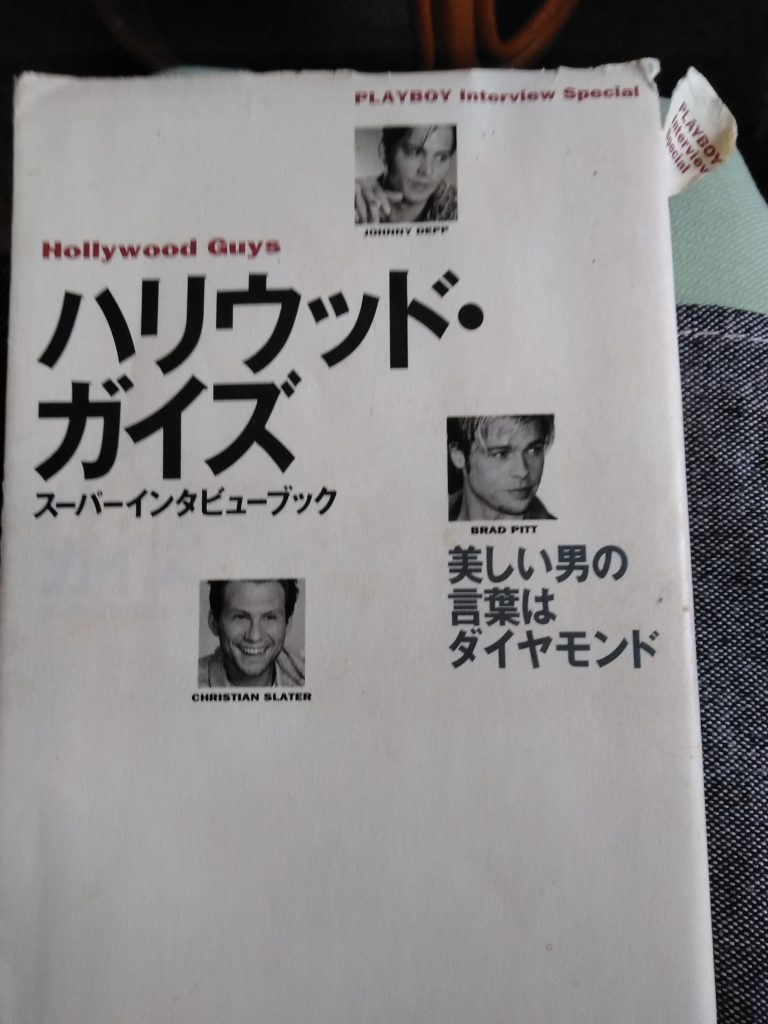 PLAYBOY Interview Special
PLAYBOY
Interview
Special
JOHNNY DEPP
Hollywood Guys
ハリウッド・
ガイズ
スーパーインタビューブック
BRAD PITT
美しい男の
言葉は
ダイヤモンド
CHRISTIAN SLATER